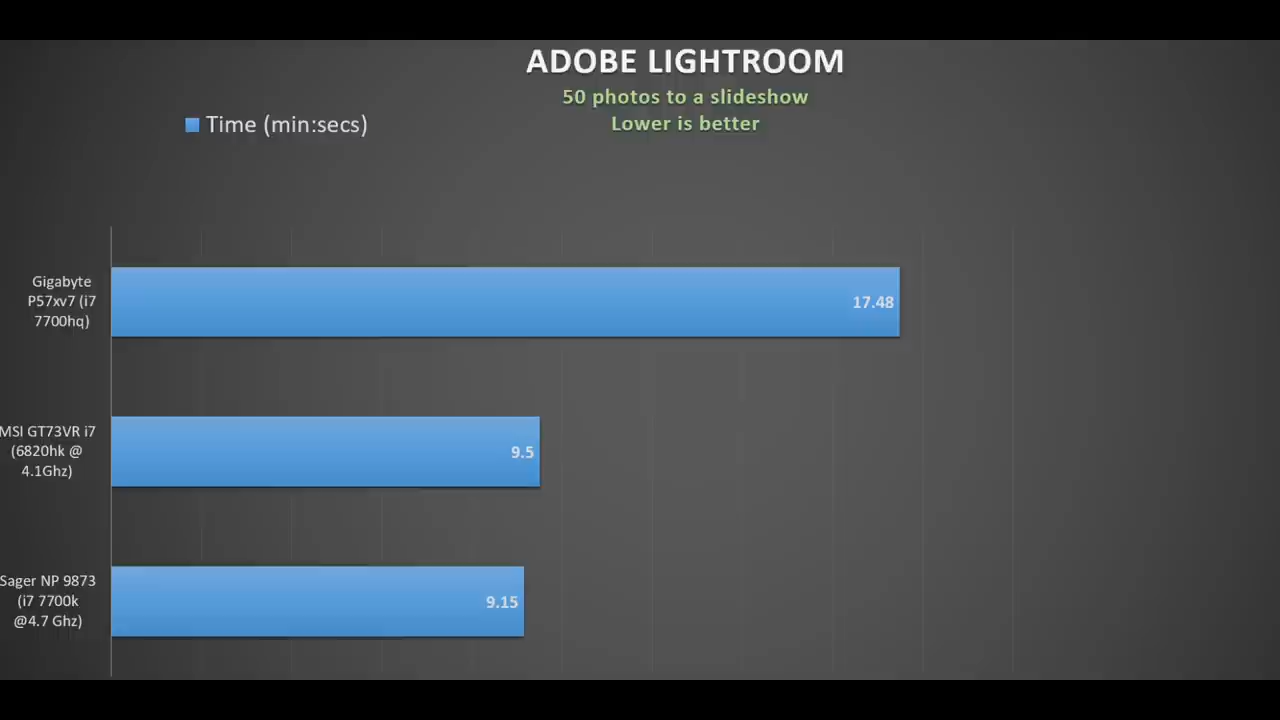 ADOBE LIGHTROOM
50 photos to a slideshow
Lower is better
Time (min:secs)
Gigabyte
P57xv7 (i7
7700hq)
17.48
MSI GT73VR i7
(6820hk @
4.1Ghz)
9.5
Sager NP 9873
(i7 7700k
@4.7 Ghz)
9.15